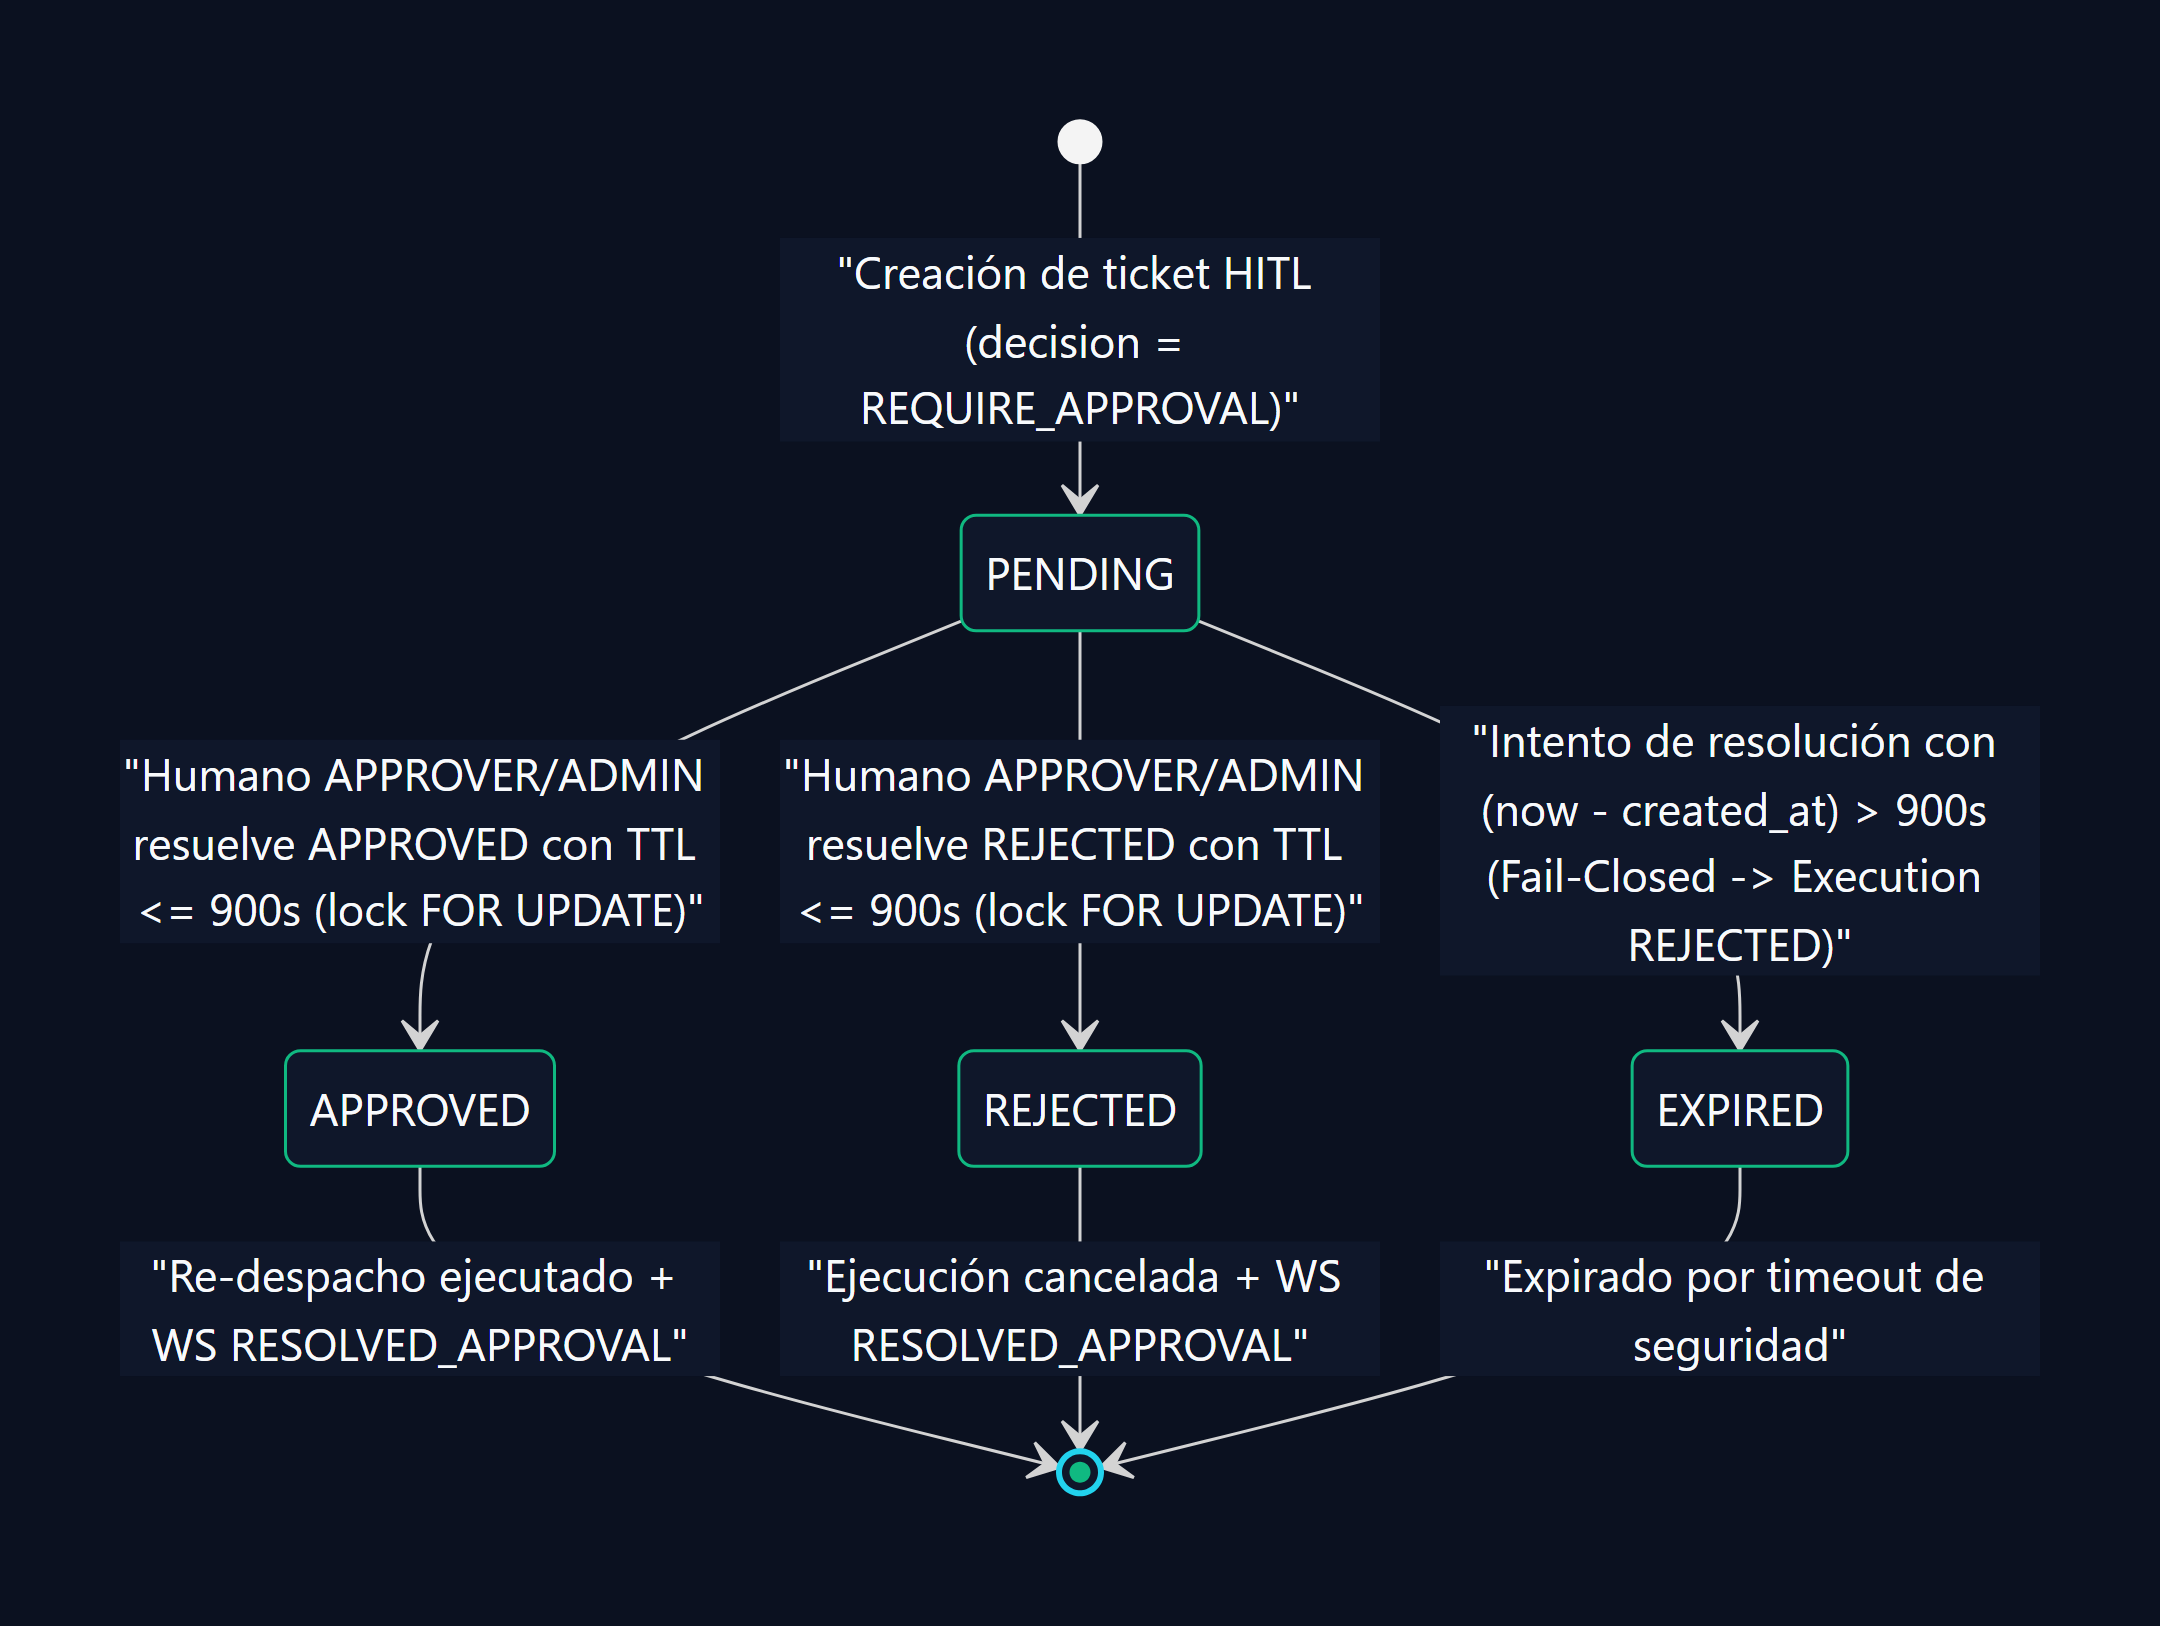 "Creación de ticket HITL
(decision =
REQUIRE_APPROVAL)"
PENDING
"Humano APPROVER/ADMIN
resuelve APPROVED con TTL
<= 900s (lock FOR UPDATE)"
"Humano APPROVER/ADMIN
resuelve REJECTED con TTL
<= 900s (lock FOR UPDATE)"
"Intento de resolución con
(now - created_at) > 900s
(Fail-Closed -> Execution
REJECTED)"
APPROVED
REJECTED
EXPIRED
"Re-despacho ejecutado +
WS RESOLVED_APPROVAL"
"Ejecución cancelada + WS
RESOLVED_APPROVAL"
"Expirado por timeout de
seguridad"